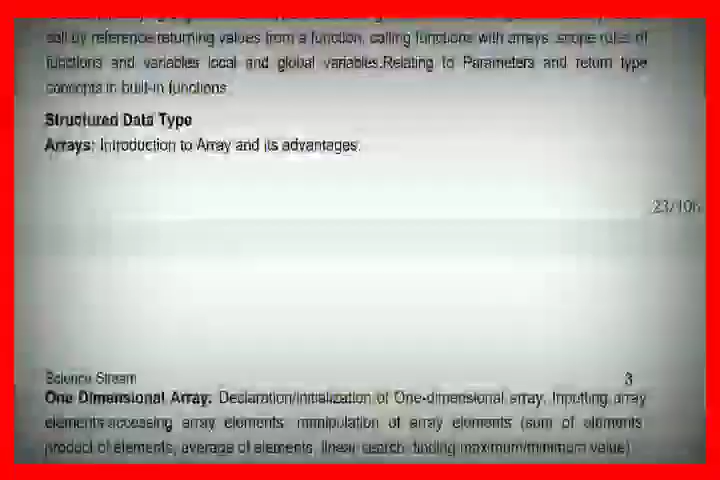 call by reference returning values from a function, calling functions with arrays, scope rules of
functions and variables local and global variables.Relating to Parameters and return type
concepts in built-in functions
Structured Data Type
Arrays: Introduction to Array and its advantages.
23/106
Science Stream 3
One Dimensional Array: Declaration/initialization of One-dimensional array, Inputting array
elements accessing array elements, manipulation of array elements (sum of elements,
product of elements, average of elements, linear search, finding maximum/minimum value)